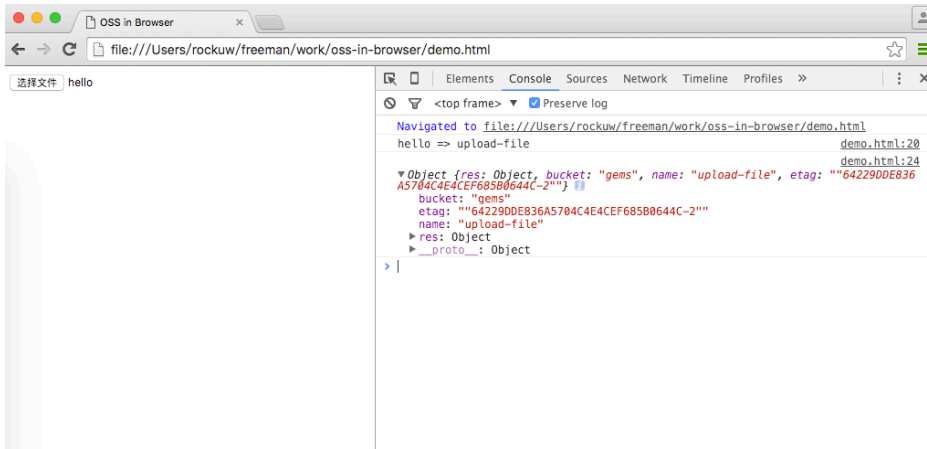 OSS in Browser
file:///Users/rockuw/freeman/work/oss-in-browser/demo.html
选择文件 hello
Elements Console Sources Network Timeline Profiles »
<top frame> ▼ Preserve log
Navigated to file:///Users/rockuw/freeman/work/oss-in-browser/demo.html
hello => upload-file demo.html:20
demo.html:24
▼Object {res: Object, bucket: "gems", name: "upload-file", etag: ""64229DDE836
A5704C4E4CEF685B0644C-2""}
bucket: "gems"
etag: ""64229DDE836A5704C4E4CEF685B0644C-2""
name: "upload-file"
▶res: Object
▶__proto__: Object
>